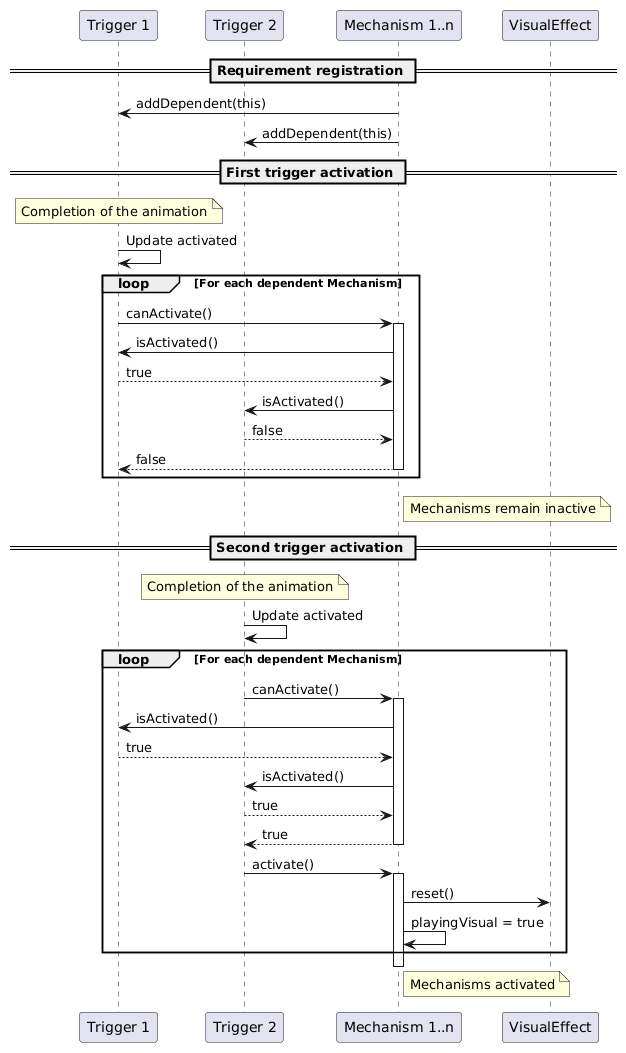 Trigger 1
Trigger 2
Mechanism 1..n
VisualEffect
Requirement registration
addDependent(this)
addDependent(this)
First trigger activation
Completion of the animation
Update activated
loop [For each dependent Mechanism]
canActivate()
isActivated()
true
isActivated()
false
false
Mechanisms remain inactive
Second trigger activation
Completion of the animation
Update activated
loop [For each dependent Mechanism]
canActivate()
isActivated()
true
isActivated()
true
true
activate()
reset()
playingVisual = true
Mechanisms activated
Trigger 1
Trigger 2
Mechanism 1..n
VisualEffect